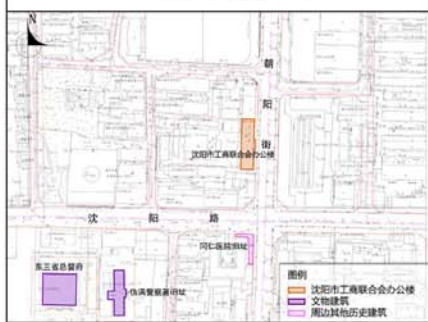 N
朝
阳
街
沈阳市工商联合会办公楼
沈 阳 路
同仁医院旧址
东三省总督府
伪满警察署旧址
图例
沈阳市工商联合会办公楼
文物建筑
周边其他历史建筑